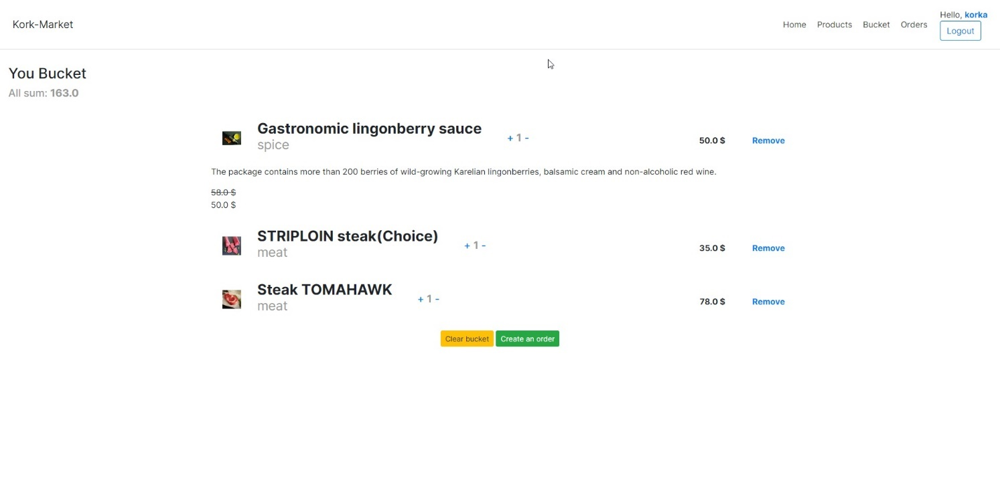 Kork-Market
Home Products Bucket Orders
Hello, korka
Logout
You Bucket
All sum: 163.0
Gastronomic lingonberry sauce
spice
+ 1 -
50.0 $
Remove
The package contains more than 200 berries of wild-growing Karelian lingonberries, balsamic cream and non-alcoholic red wine.
58.0 $
50.0 $
STRIPLOIN steak(Choice)
meat
+ 1 -
35.0 $
Remove
Steak TOMAHAWK
meat
+ 1 -
78.0 $
Remove
Clear bucket
Create an order